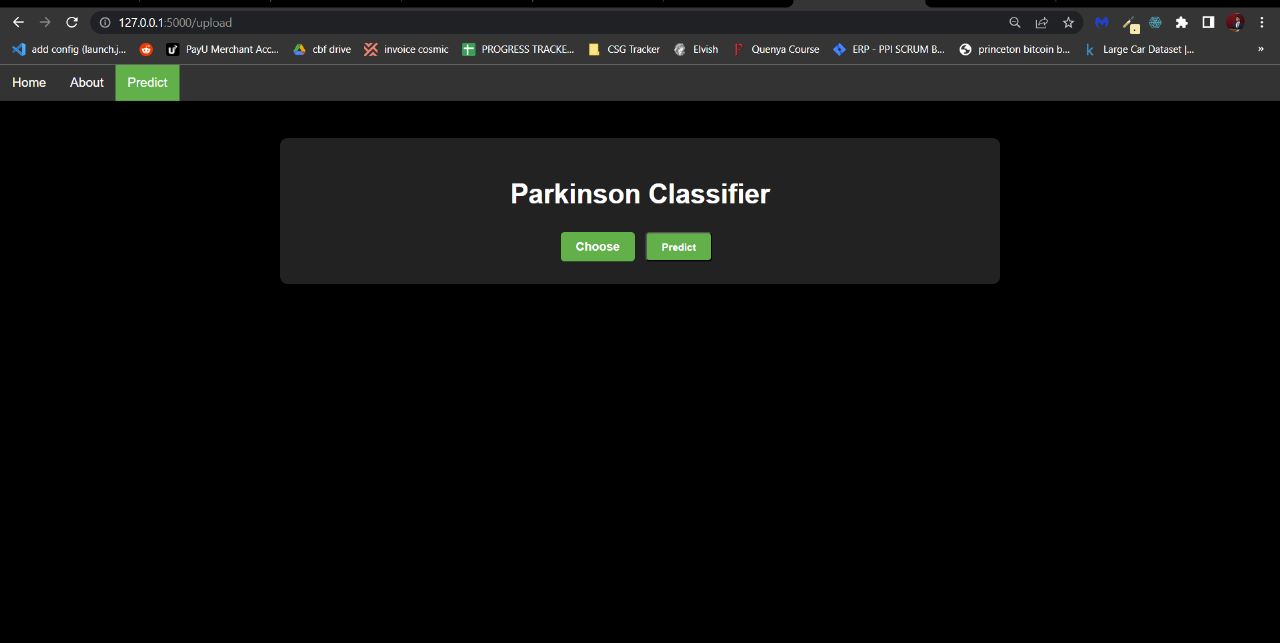 127.0.0.1:5000/upload
add config (launch.j... PayU Merchant Acc... cbf drive invoice cosmic PROGRESS TRACKE... CSG Tracker Elvish Quenya Course ERP - PPI SCRUM B... princeton bitcoin b... k Large Car Dataset |... »
Home About Predict
Parkinson Classifier
Choose Predict